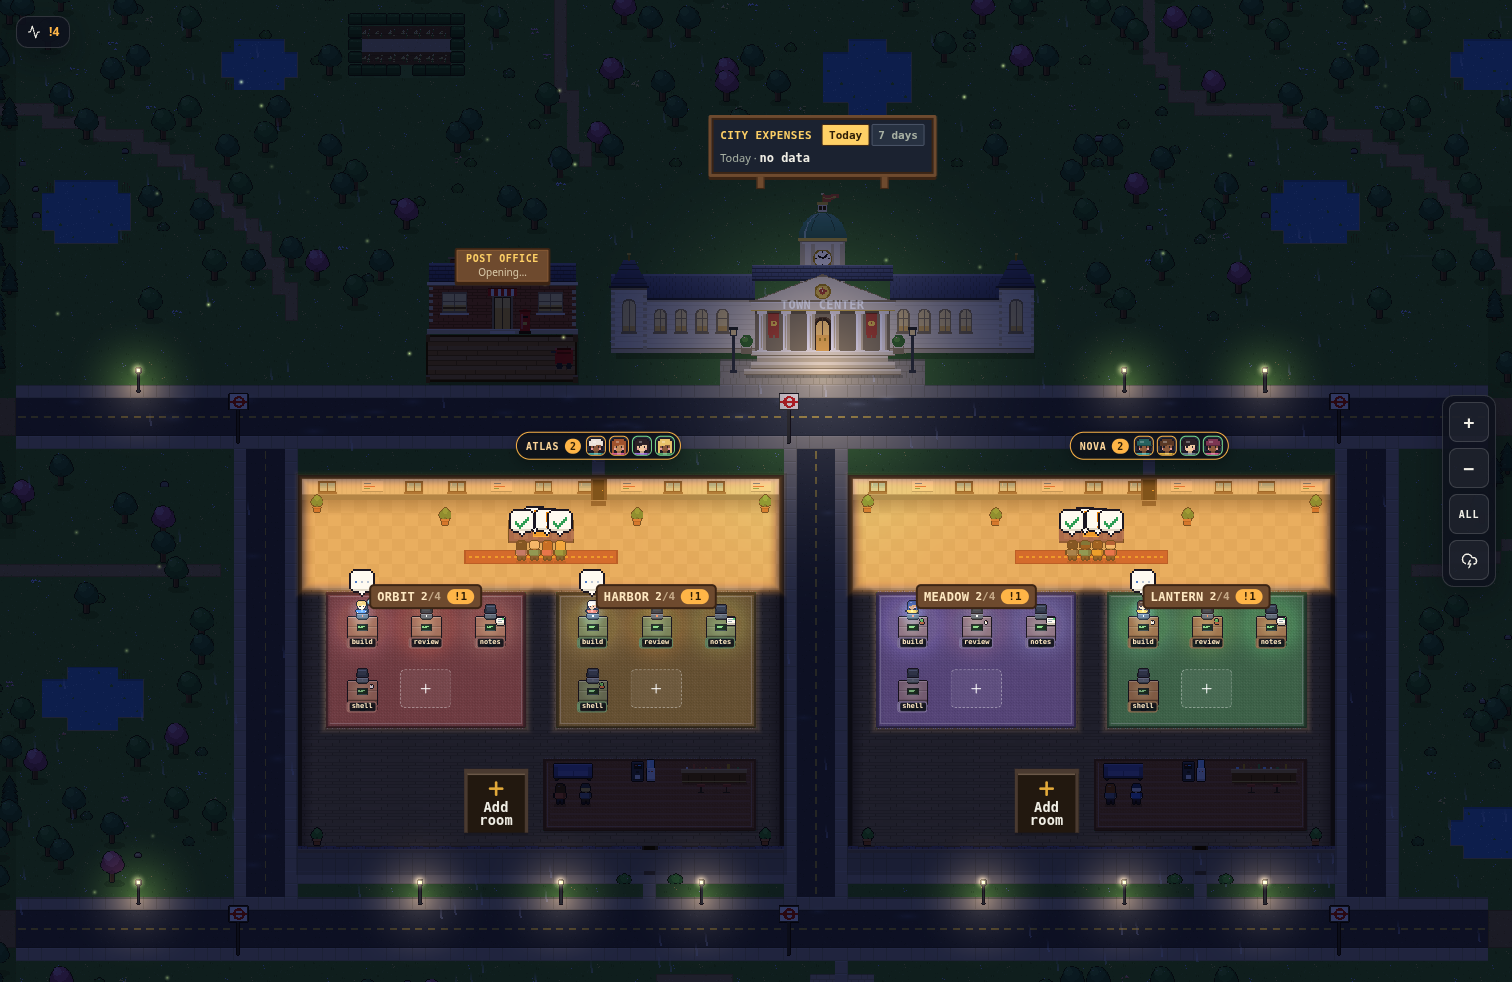 !4
CITY EXPENSES Today 7 days
Today · no data
POST OFFICE
Opening...
TOWN CENTER
ATLAS 2
NOVA 2
ORBIT 2/4 !1
HARBOR 2/4 !1
MEADOW 2/4 !1
LANTERN 2/4 !1
build
review
notes
build
review
notes
build
review
notes
build
review
notes
shell
+
shell
+
shell
+
shell
+
+
Add
room
+
Add
room
+
−
ALL